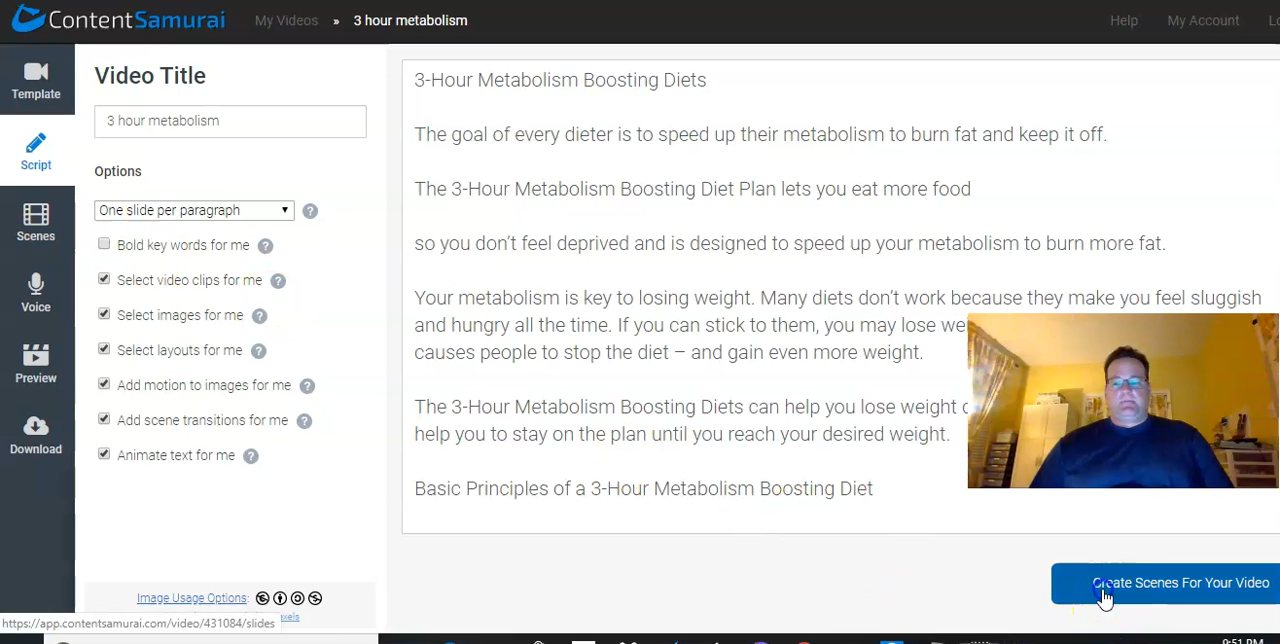 ContentSamurai My Videos » 3 hour metabolism Help My Account
Template
Script
Scenes
Voice
Preview
Download
Video Title
3 hour metabolism
Options
One slide per paragraph
Bold key words for me
Select video clips for me
Select images for me
Select layouts for me
Add motion to images for me
Add scene transitions for me
Animate text for me
Image Usage Options:
3-Hour Metabolism Boosting Diets
The goal of every dieter is to speed up their metabolism to burn fat and keep it off.
The 3-Hour Metabolism Boosting Diet Plan lets you eat more food
so you don’t feel deprived and is designed to speed up your metabolism to burn more fat.
Your metabolism is key to losing weight. Many diets don’t work because they make you feel sluggish
and hungry all the time. If you can stick to them, you may lose we
causes people to stop the diet – and gain even more weight.
The 3-Hour Metabolism Boosting Diets can help you lose weight
help you to stay on the plan until you reach your desired weight.
Basic Principles of a 3-Hour Metabolism Boosting Diet
Create Scenes For Your Video
https://app.contentsamurai.com/video/431084/slides
9:51 PM